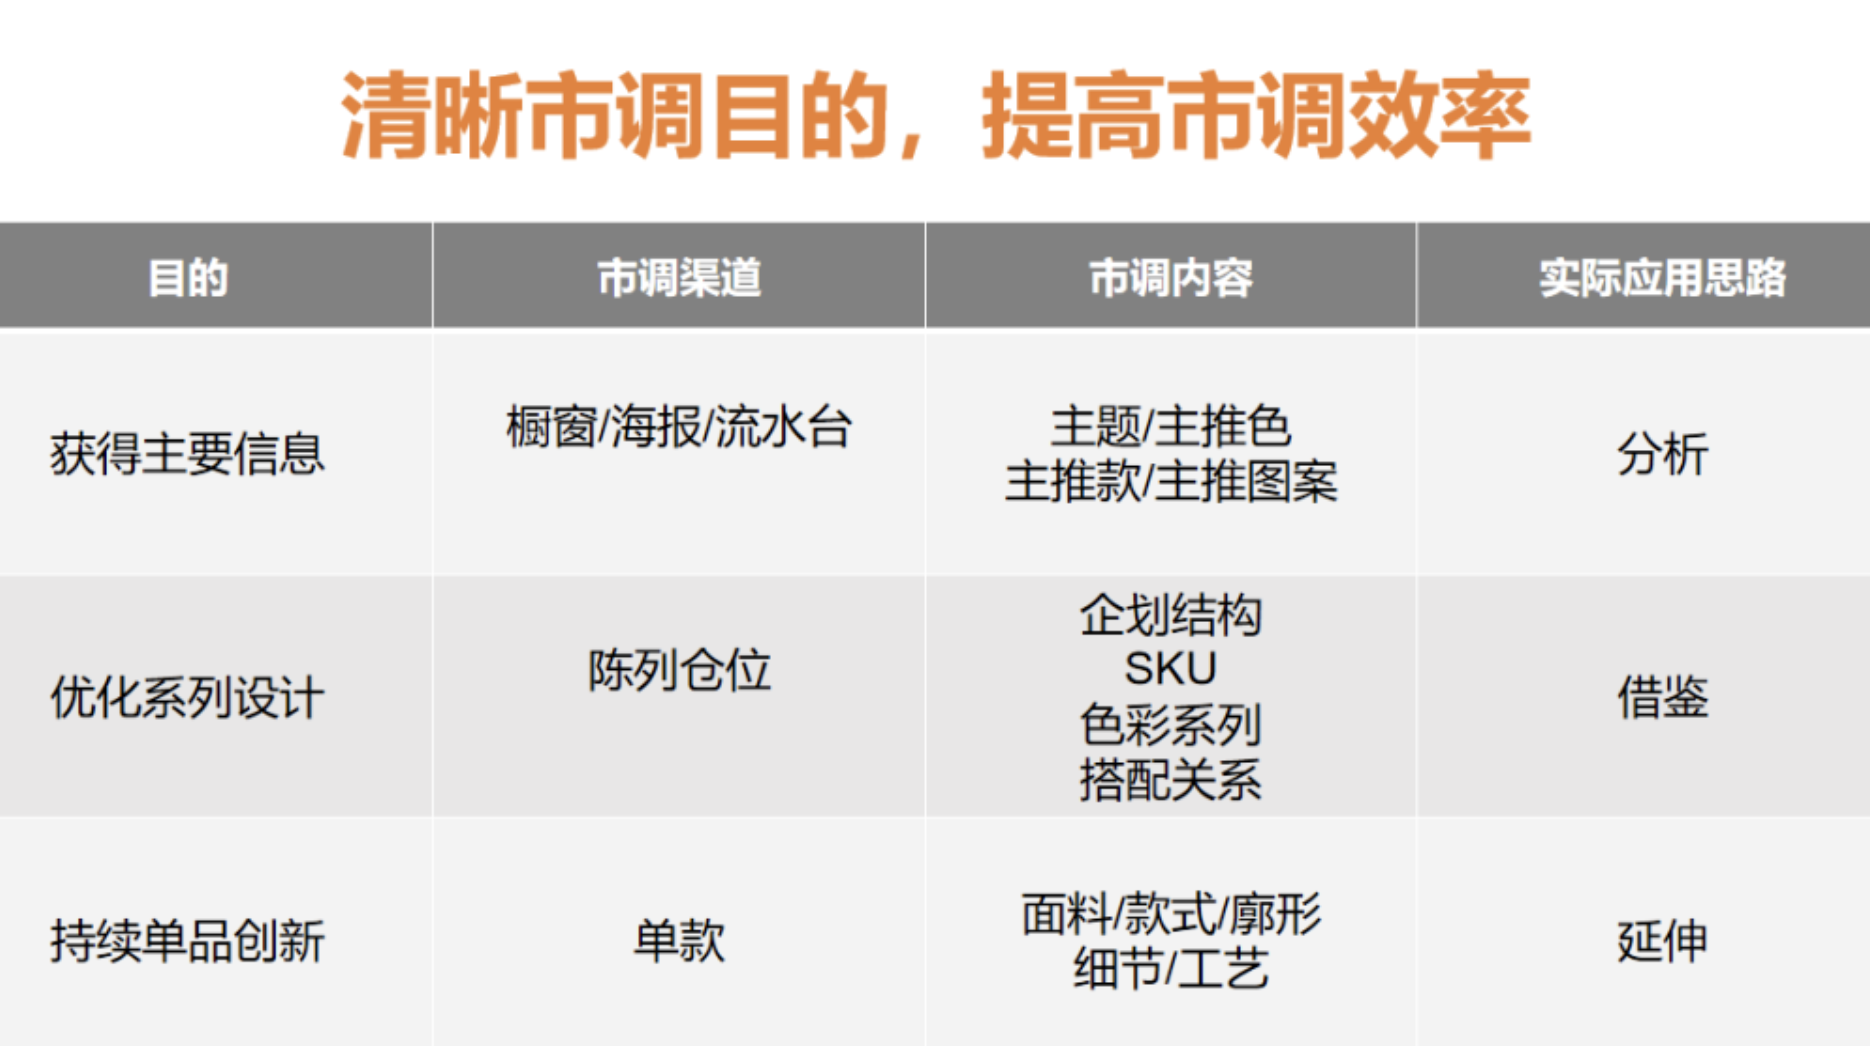 清晰市调目的，提高市调效率
目的
市调渠道
市调内容
实际应用思路
获得主要信息
橱窗/海报/流水台
主题/主推色
主推款/主推图案
分析
优化系列设计
陈列仓位
企划结构
SKU
色彩系列
搭配关系
借鉴
持续单品创新
单款
面料/款式/廓形
细节/工艺
延伸